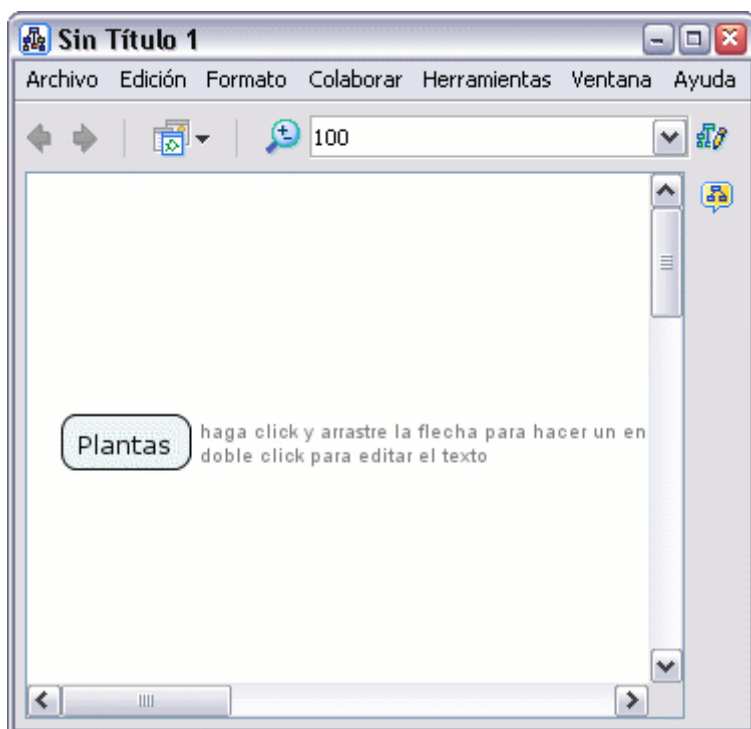 Sin Título 1
Archivo Edición Formato Colaborar Herramientas Ventana Ayuda
100
Plantas
haga click y arrastre la flecha para hacer un en
doble click para editar el texto